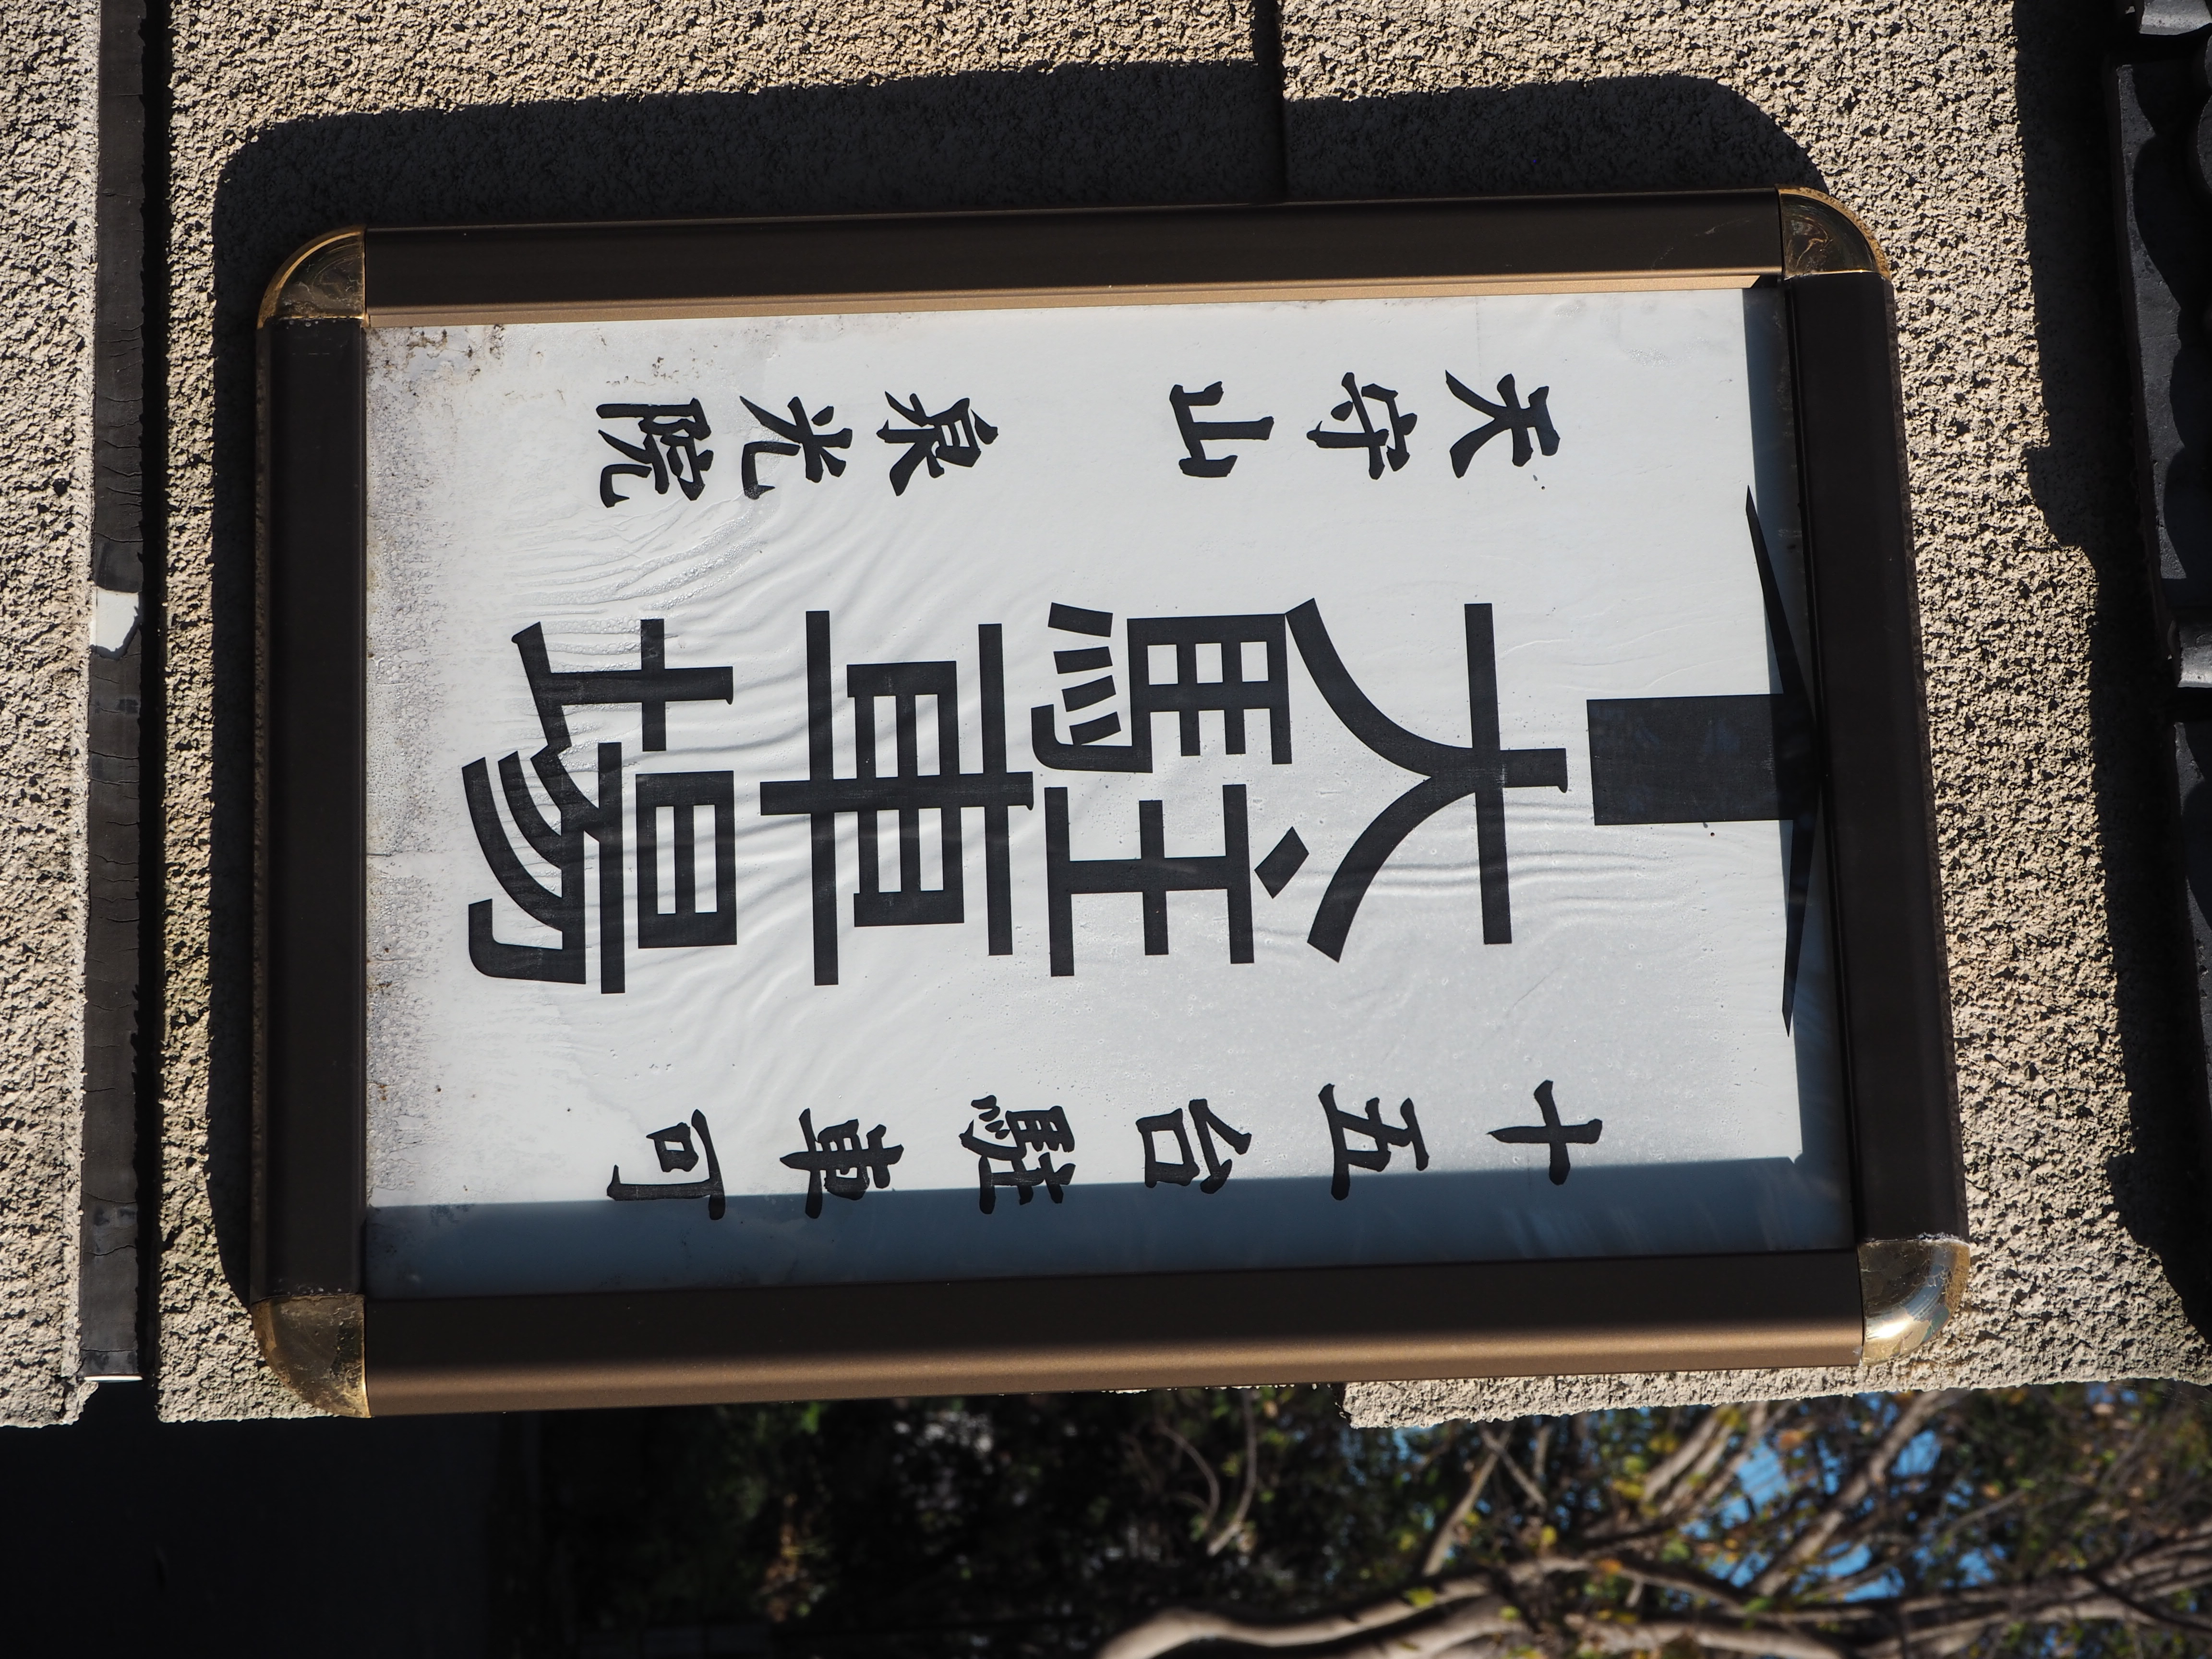 十五台駐車可
大駐車場
天守山 泉光院